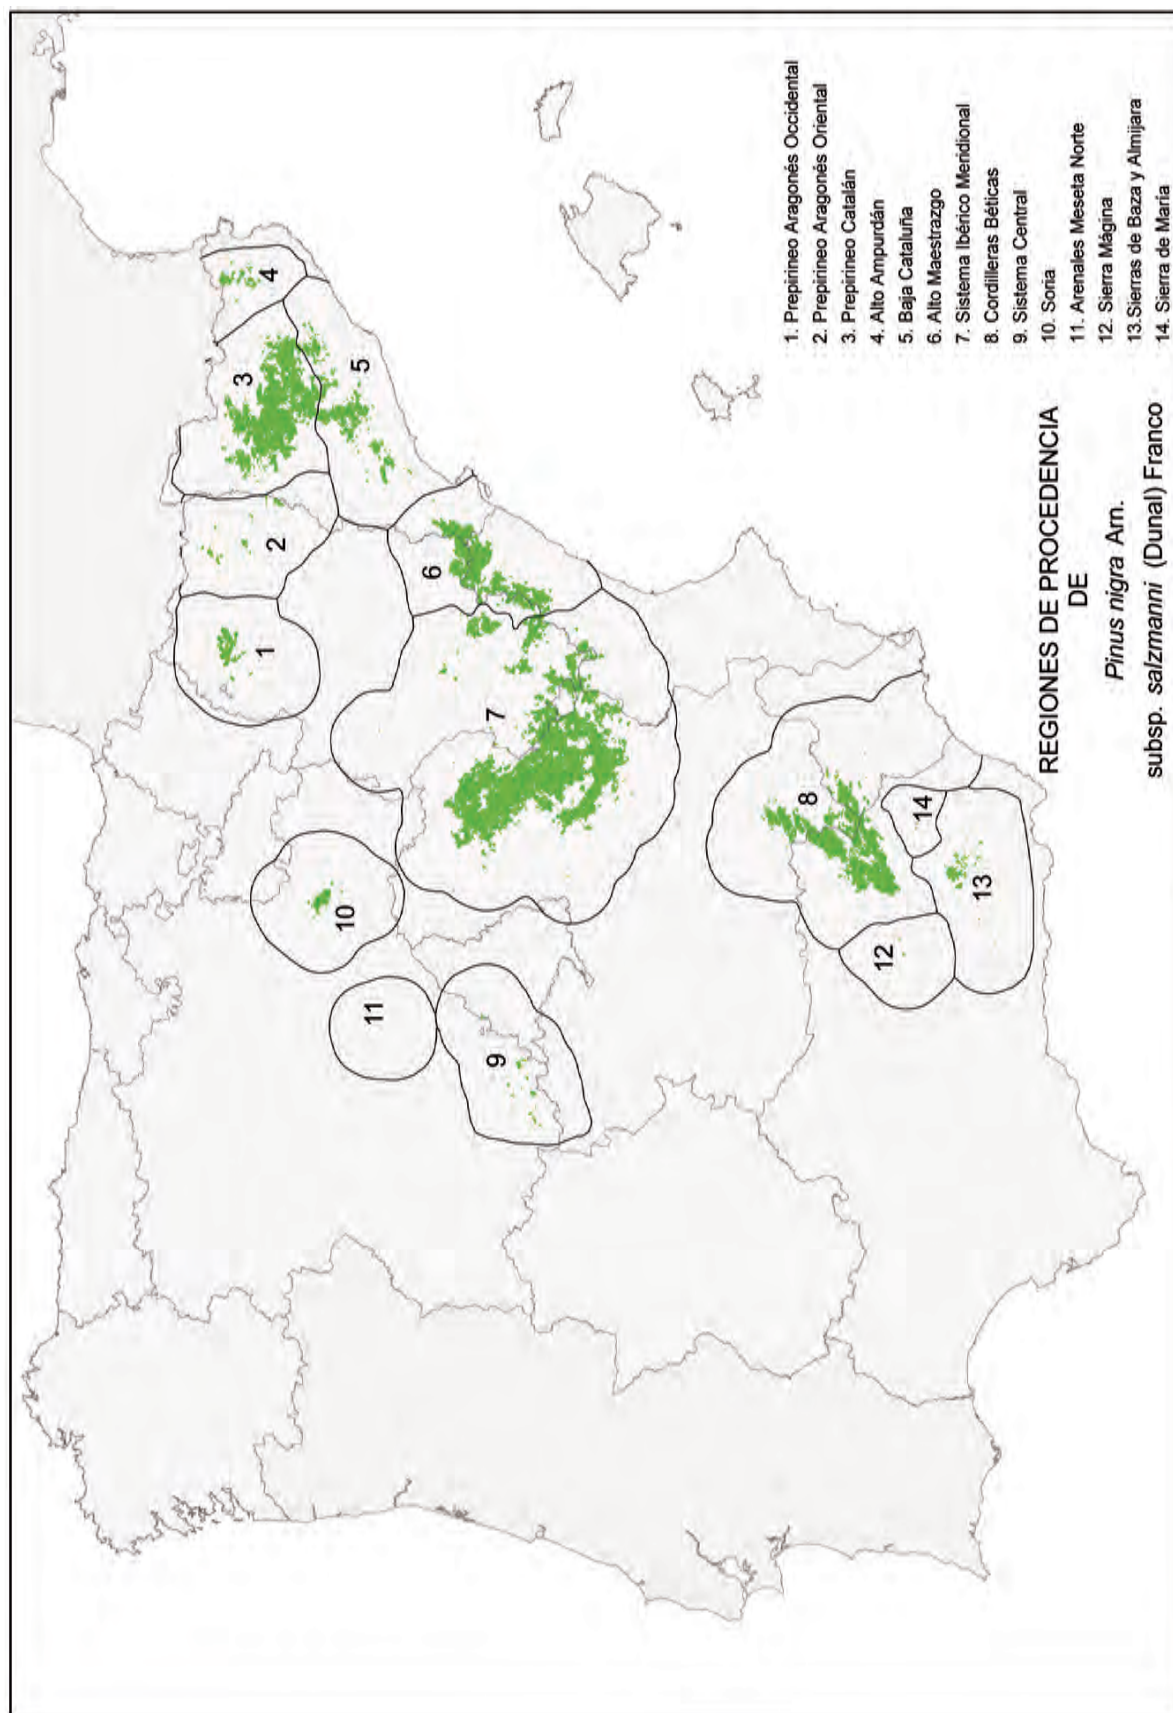 4
3
5
2
1
6
7
10
11
9
8
14
12
13
1. Prepirineo Aragonés Occidental
2. Prepirineo Aragonés Oriental
3. Prepirineo Catalán
4. Alto Ampurdán
5. Baja Cataluña
6. Alto Maestrazgo
7. Sistema Ibérico Meridional
8. Cordilleras Béticas
9. Sistema Central
10. Soria
11. Arenales Meseta Norte
12. Sierra Mágina
13.Sierras de Baza y Almijara
14. Sierra de María
REGIONES DE PROCEDENCIA
DE
Pinus nigra Arn.
subsp. salzmanni (Dunal) Franco